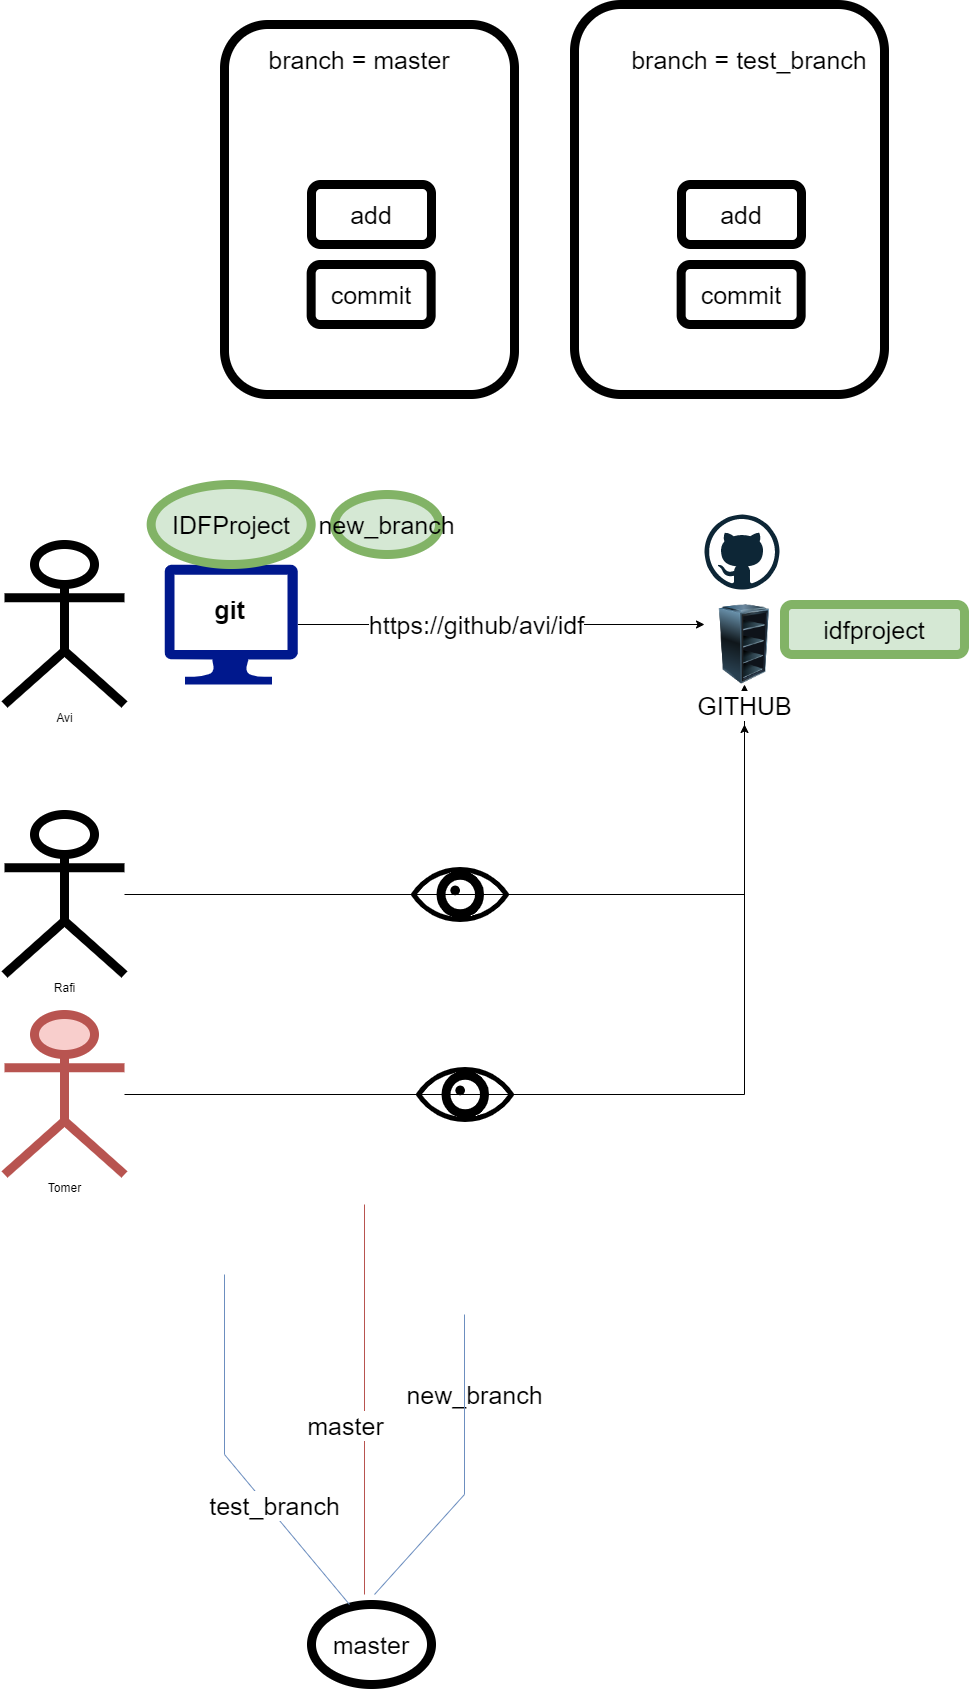 branch = master
branch = test_branch
add
add
commit
commit
IDFProject
new_branch
git
https://github/avi/idf
idfproject
GITHUB
Avi
Rafi
Tomer
new_branch
master
test_branch
master